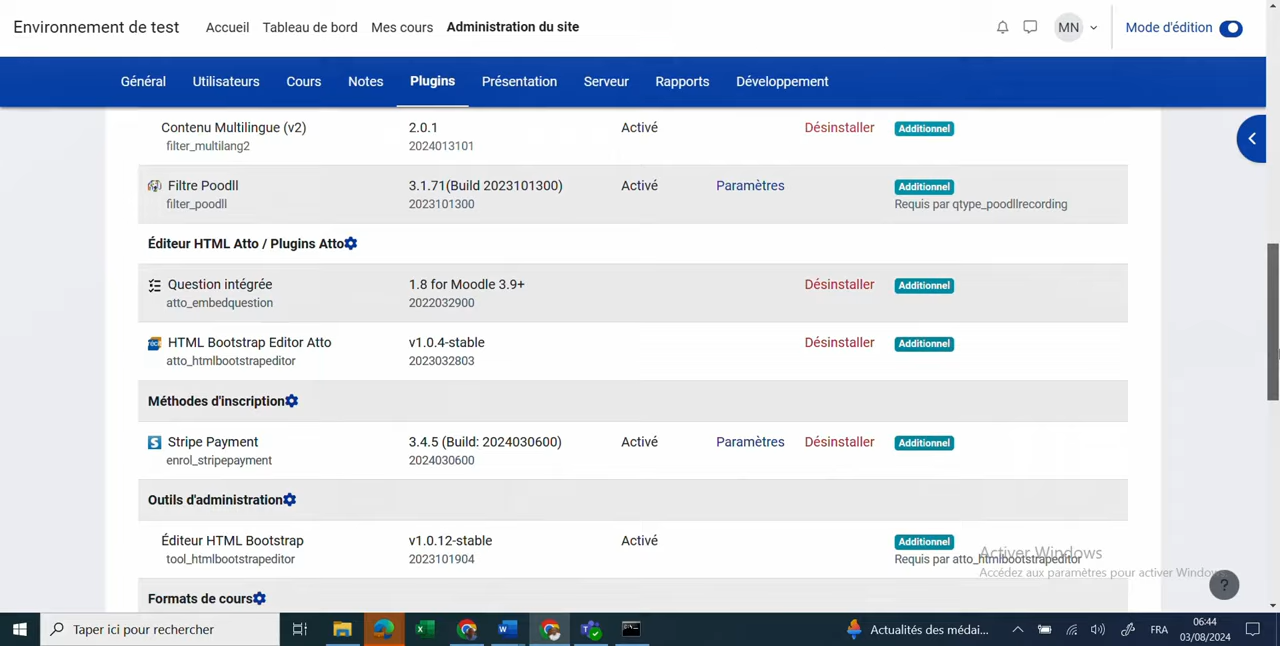 Environnement de test Accueil Tableau de bord Mes cours Administration du site MN Mode d'édition
Général Utilisateurs Cours Notes Plugins Présentation Serveur Rapports Développement
Contenu Multilingue (v2) 2.0.1 Activé Désinstaller Additionnel
filter_multilang2 2024013101
Filtre Poodll 3.1.71(Build 2023101300) Activé Paramètres Additionnel
filter_poodll 2023101300 Requis par qtype_poodllrecording
Éditeur HTML Atto / Plugins Atto
Question intégrée 1.8 for Moodle 3.9+ Désinstaller Additionnel
atto_embedquestion 2022032900
HTML Bootstrap Editor Atto v1.0.4-stable Désinstaller Additionnel
atto_htmlbootstrapeditor 2023032803
Méthodes d'inscription
S Stripe Payment 3.4.5 (Build: 2024030600) Activé Paramètres Désinstaller Additionnel
enrol_stripepayment 2024030600
Outils d'administration
Éditeur HTML Bootstrap v1.0.12-stable Activé Additionnel
tool_htmlbootstrapeditor 2023101904 Requis par atto_htmlbootstrapeditor
Activer Windows
Accédez aux paramètres pour activer Windows
?
Formats de cours
Taper ici pour rechercher Actualités des médai... FRA 06:44
03/08/2024